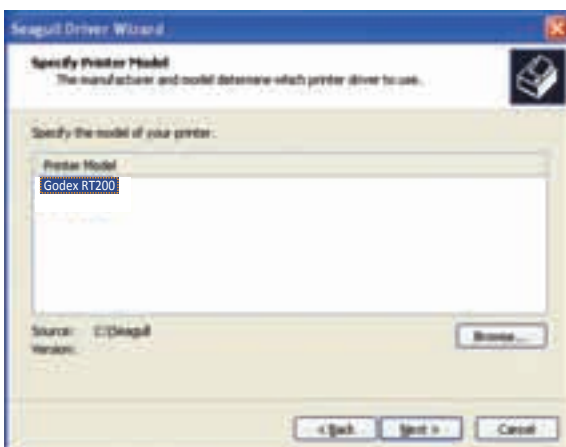 Seagull Driver Wizard
Specify Printer Model
The manufacturer and model determine which printer driver to use.
Specify the model of your printer.
Printer Model
Godex RT200
Source: C:\Seagull
Version:
Browse...
< Back
Next >
Cancel